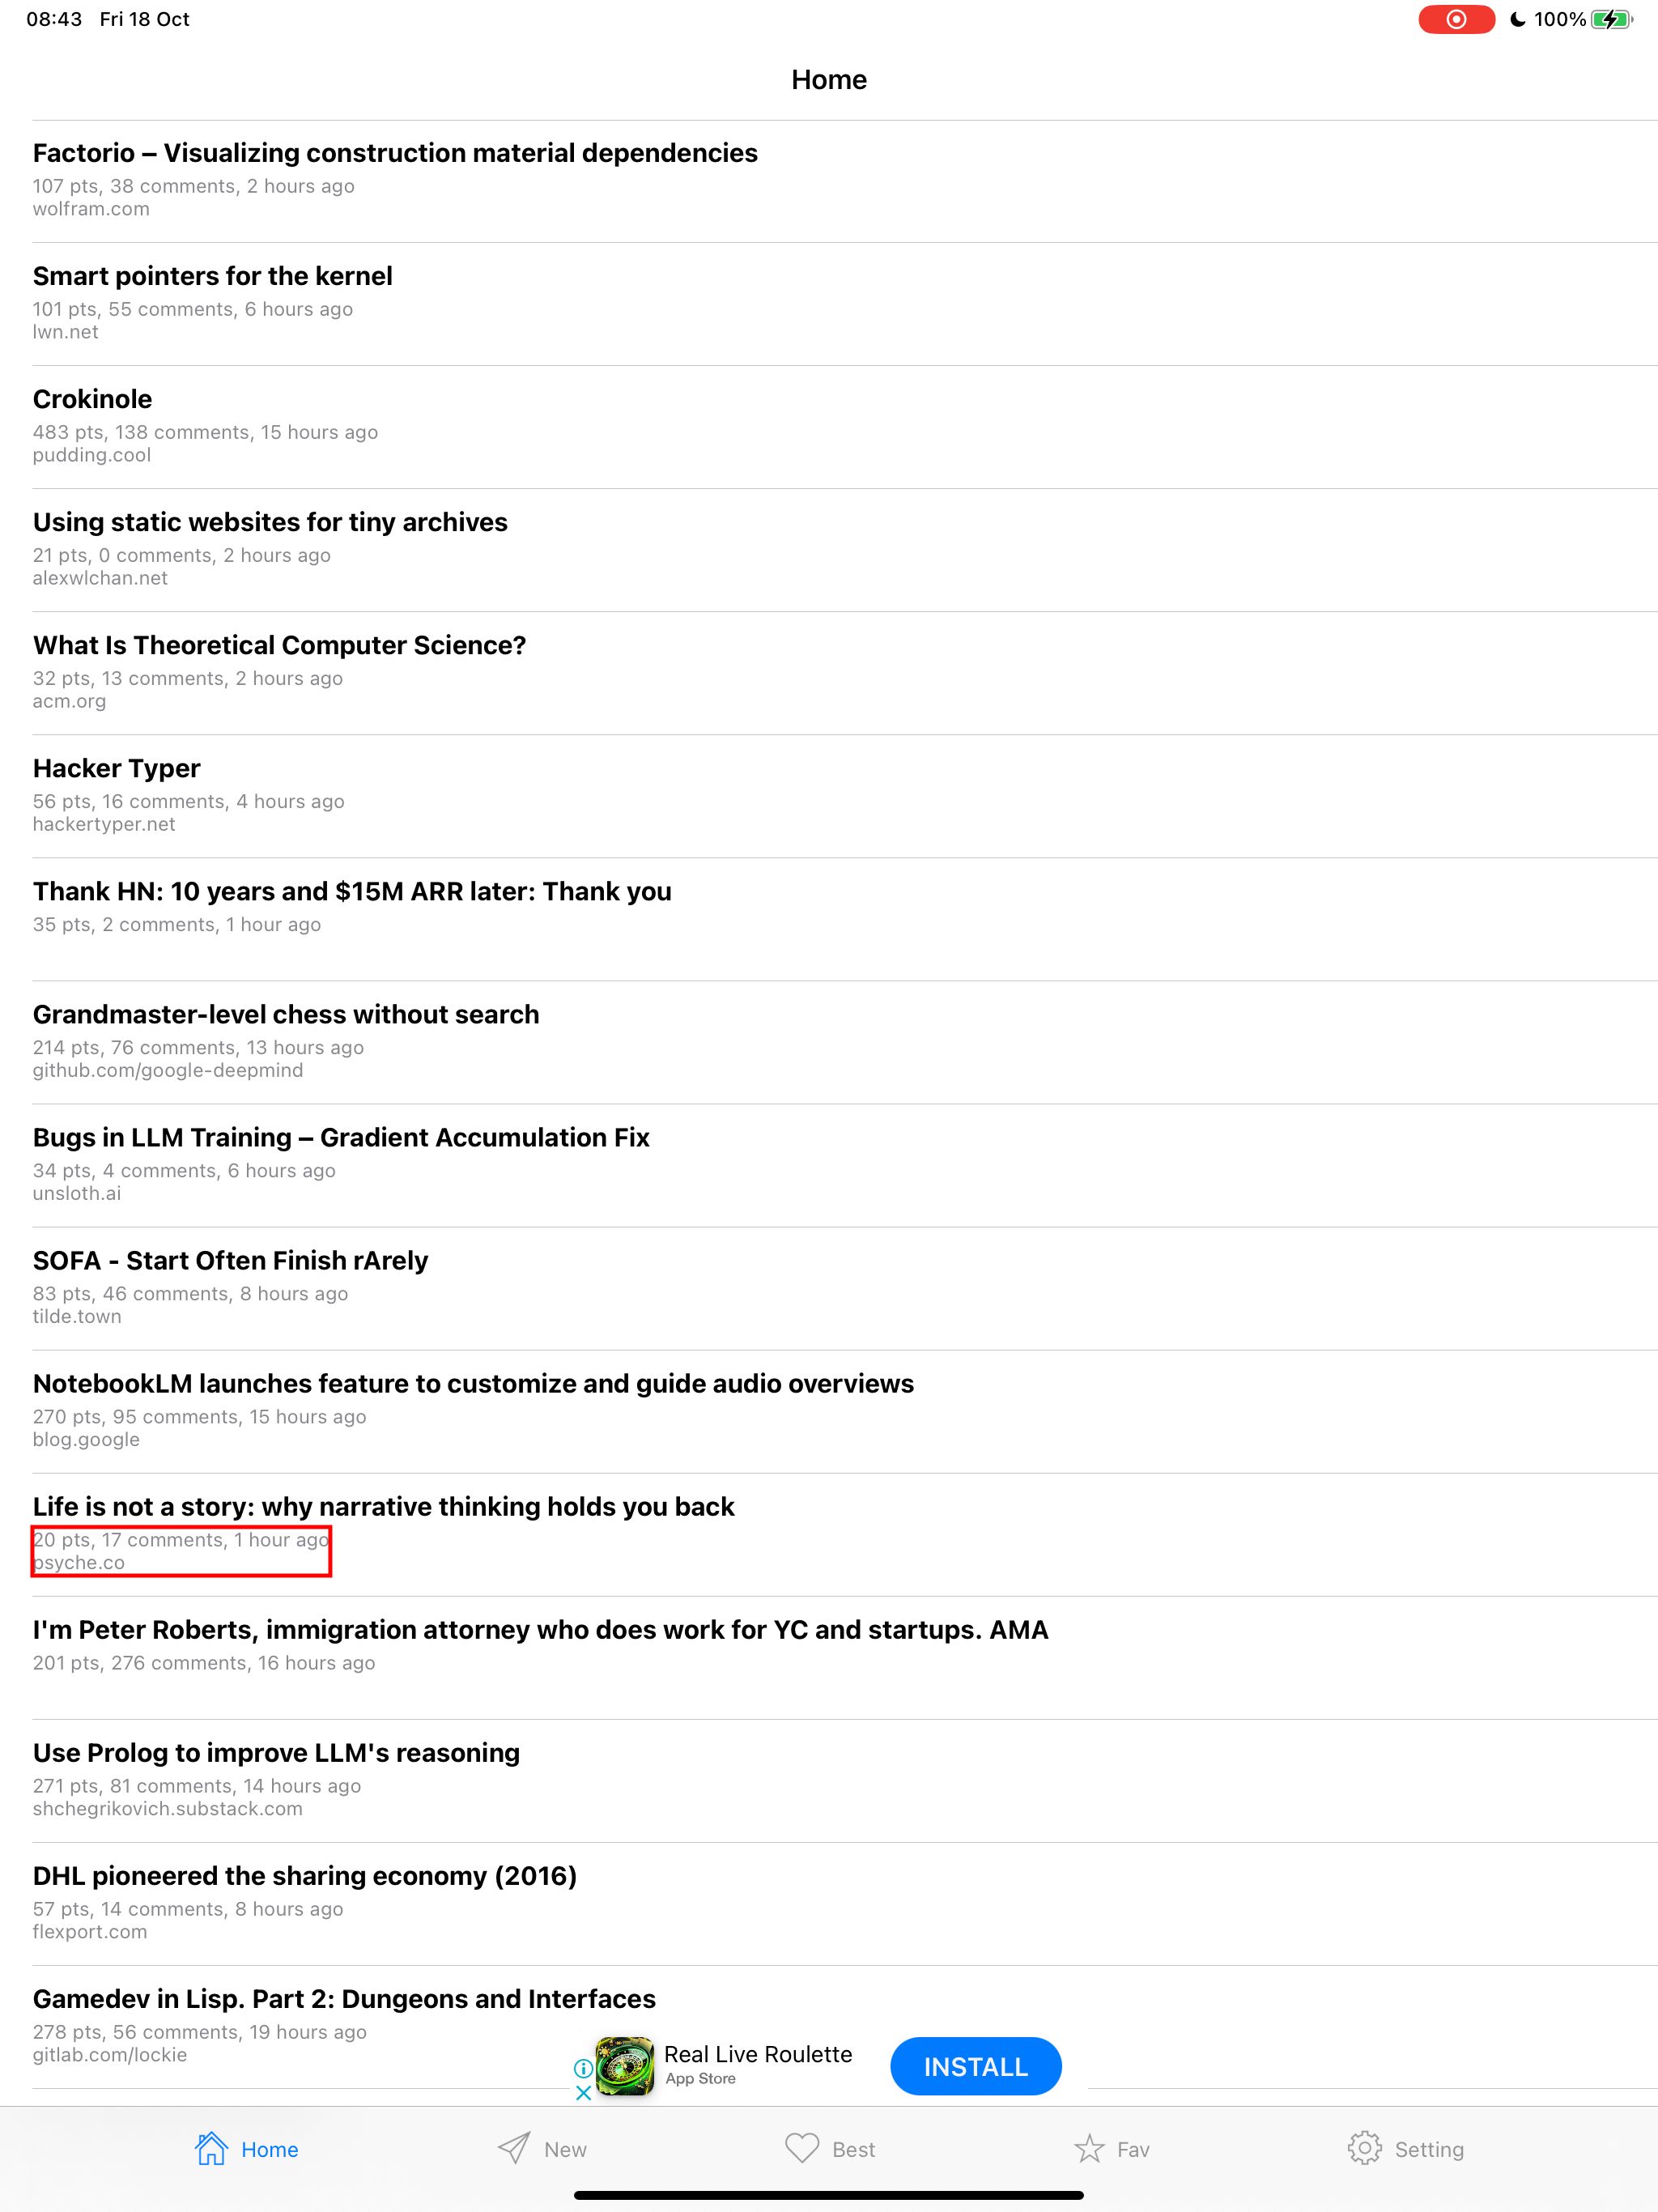 08:43 Fri 18 Oct
100%
Home
Factorio – Visualizing construction material dependencies
107 pts, 38 comments, 2 hours ago
wolfram.com
Smart pointers for the kernel
101 pts, 55 comments, 6 hours ago
lwn.net
Crokinole
483 pts, 138 comments, 15 hours ago
pudding.cool
Using static websites for tiny archives
21 pts, 0 comments, 2 hours ago
alexwlchan.net
What Is Theoretical Computer Science?
32 pts, 13 comments, 2 hours ago
acm.org
Hacker Typer
56 pts, 16 comments, 4 hours ago
hackertyper.net
Thank HN: 10 years and $15M ARR later: Thank you
35 pts, 2 comments, 1 hour ago
Grandmaster-level chess without search
214 pts, 76 comments, 13 hours ago
github.com/google-deepmind
Bugs in LLM Training – Gradient Accumulation Fix
34 pts, 4 comments, 6 hours ago
unsloth.ai
SOFA - Start Often Finish rArely
83 pts, 46 comments, 8 hours ago
tilde.town
NotebookLM launches feature to customize and guide audio overviews
270 pts, 95 comments, 15 hours ago
blog.google
Life is not a story: why narrative thinking holds you back
20 pts, 17 comments, 1 hour ago
psyche.co
I'm Peter Roberts, immigration attorney who does work for YC and startups. AMA
201 pts, 276 comments, 16 hours ago
Use Prolog to improve LLM's reasoning
271 pts, 81 comments, 14 hours ago
shchegrikovich.substack.com
DHL pioneered the sharing economy (2016)
57 pts, 14 comments, 8 hours ago
flexport.com
Gamedev in Lisp. Part 2: Dungeons and Interfaces
278 pts, 56 comments, 19 hours ago
gitlab.com/lockie
Real Live Roulette
App Store
INSTALL
Home New Best Fav Setting